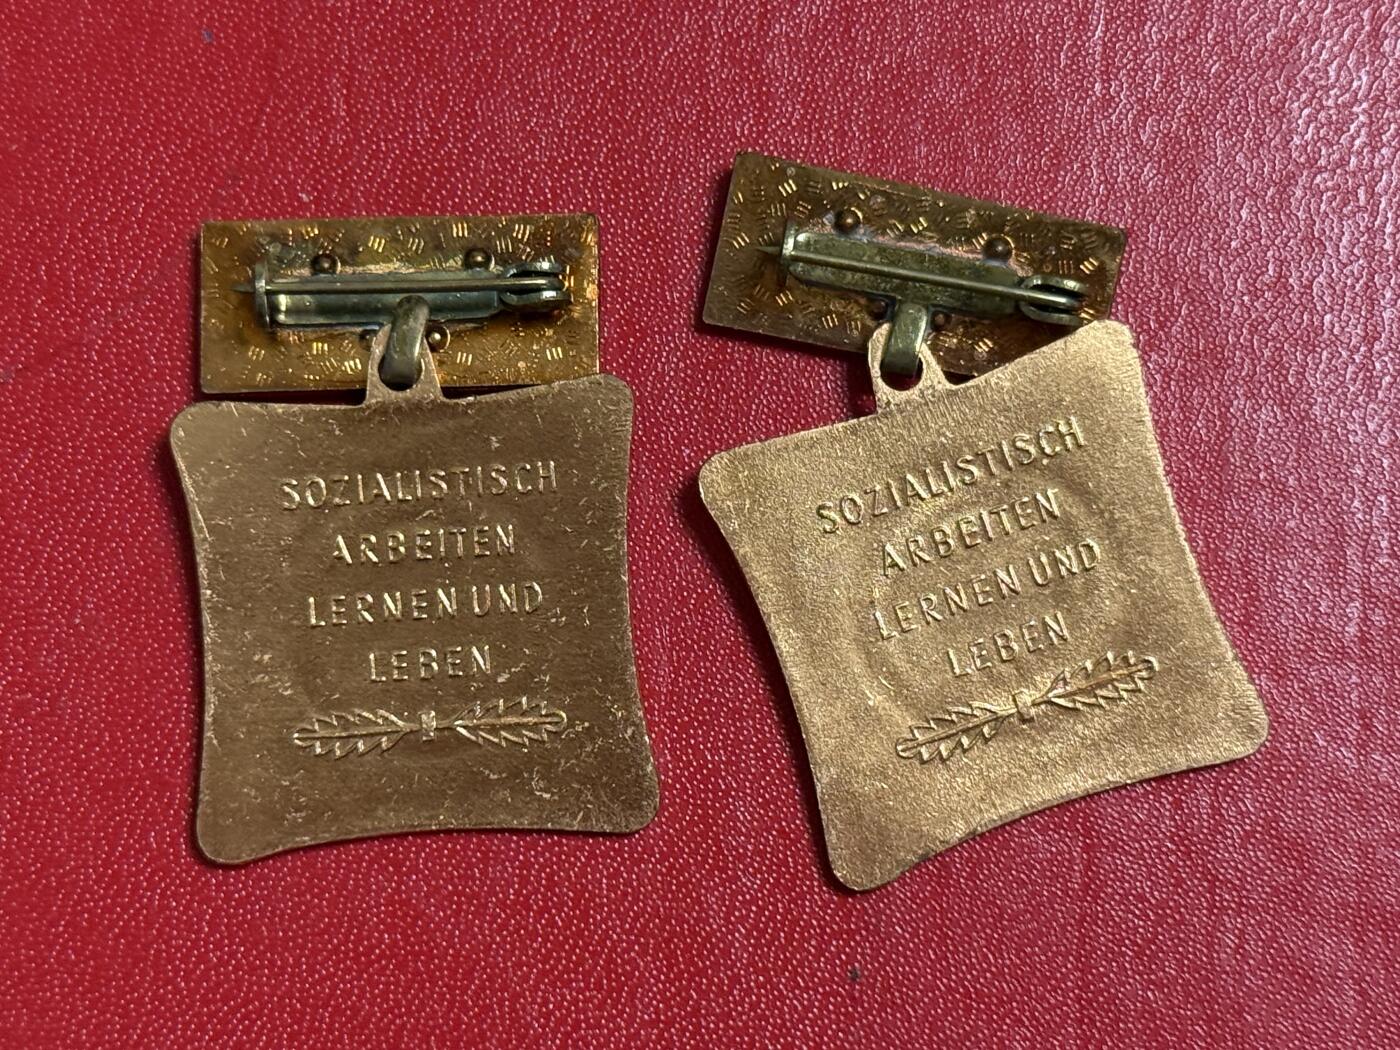 SOZIALISTISCH
ARBEITEN
LERNEN UND
LEBEN
SOZIALISTISCH
ARBEITEN
LERNEN UND
LEBEN